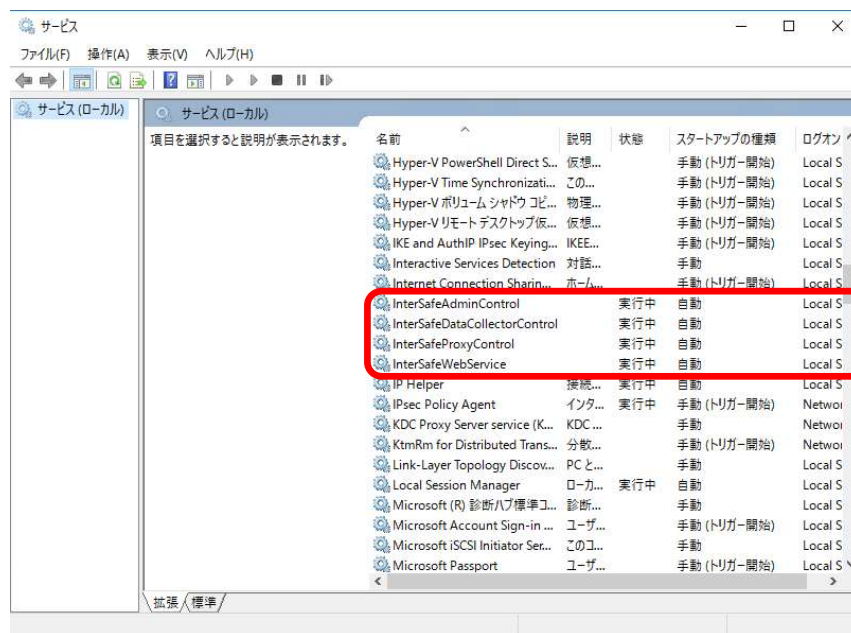 サービス
ファイル(F) 操作(A) 表示(V) ヘルプ(H)
サービス (ローカル)
サービス (ローカル)
項目を選択すると説明が表示されます。
名前 説明 状態 スタートアップの種類 ログオン
Hyper-V PowerShell Direct S... 仮想... 手動 (トリガー開始) Local S
Hyper-V Time Synchronizati... この... 手動 (トリガー開始) Local S
Hyper-V ボリューム シャドウ コピ... 物理... 手動 (トリガー開始) Local S
Hyper-V リモート デスクトップ仮... 仮想... 手動 (トリガー開始) Local S
IKE and AuthIP IPsec Keying... IKEE... 手動 (トリガー開始) Local S
Interactive Services Detection 対話... 手動 Local S
Internet Connection Sharin... ホーム... 手動 (トリガー開始) Local S
InterSafeAdminControl 実行中 自動 Local S
InterSafeDataCollectorControl 実行中 自動 Local S
InterSafeProxyControl 実行中 自動 Local S
InterSafeWebService 実行中 自動 Local S
IP Helper 接続... 実行中 自動 Local S
IPsec Policy Agent インタ... 実行中 手動 (トリガー開始) Networ
KDC Proxy Server service (K... KDC ... 手動 Networ
KtmRm for Distributed Trans... 分散... 手動 (トリガー開始) Networ
Link-Layer Topology Discov... PC と... 手動 Local S
Local Session Manager ローカ... 実行中 自動 Local S
Microsoft (R) 診断ハブ標準コ... 診断... 手動 Local S
Microsoft Account Sign-in ... ユーザ... 手動 (トリガー開始) Local S
Microsoft iSCSI Initiator Ser... このコ... 手動 Local S
Microsoft Passport ユーザ... 手動 (トリガー開始) Local S
拡張 標準